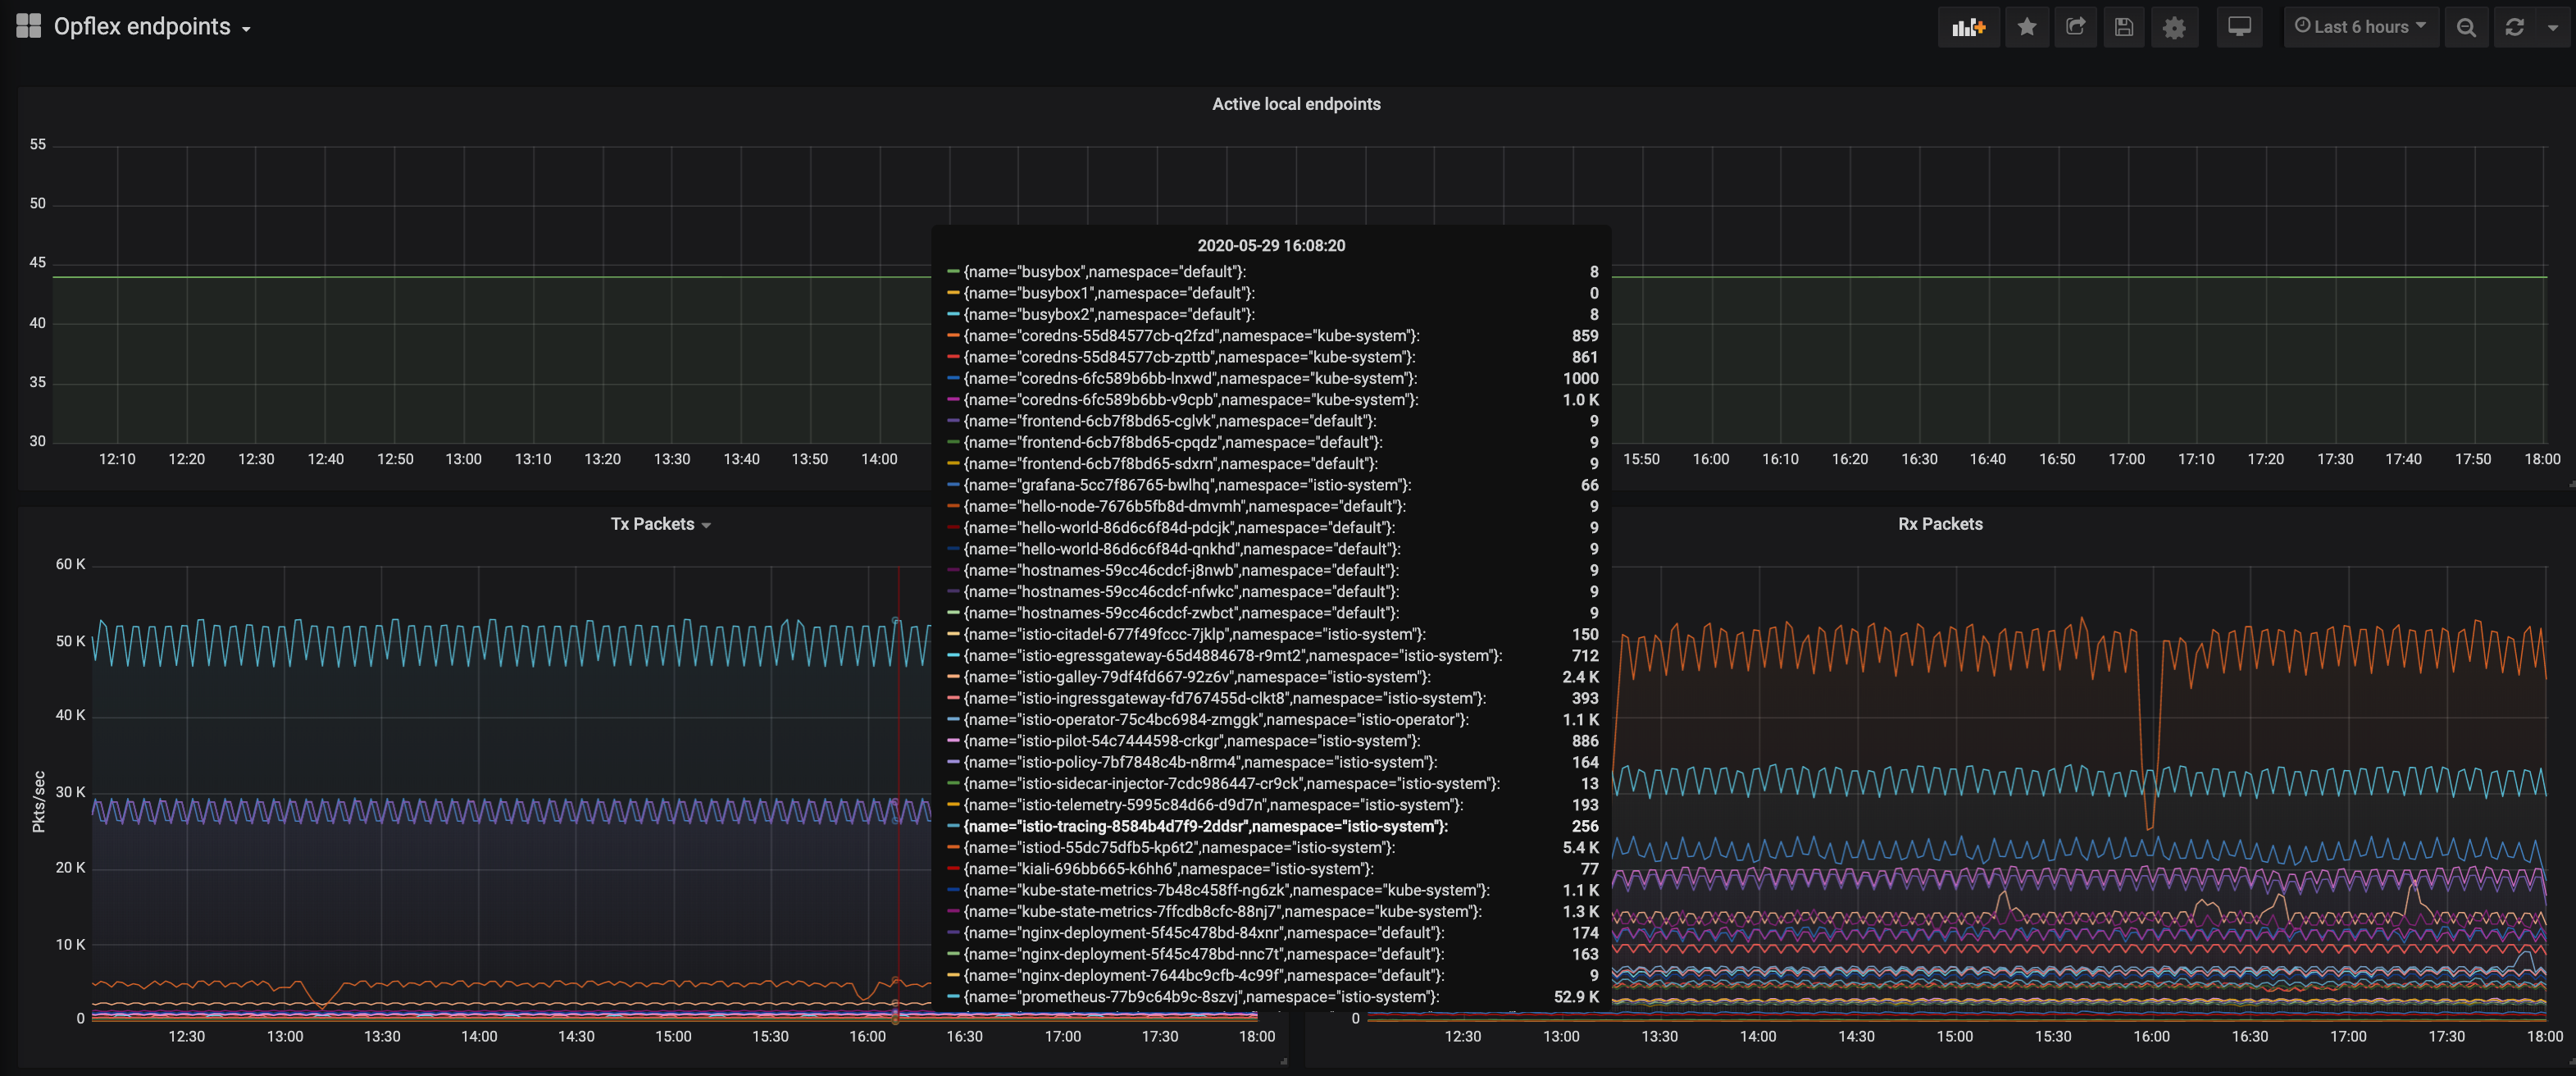 Opflex endpoints
Last 6 hours
Active local endpoints
55
50
45
40
35
30
12:10 12:20 12:30 12:40 12:50 13:00 13:10 13:20 13:30 13:40 13:50 14:00 15:50 16:00 16:10 16:20 16:30 16:40 16:50 17:00 17:10 17:20 17:30 17:40 17:50 18:00
2020-05-29 16:08:20
{name="busybox",namespace="default"}: 8
{name="busybox1",namespace="default"}: 0
{name="busybox2",namespace="default"}: 8
{name="coredns-55d84577cb-q2fzd",namespace="kube-system"}: 859
{name="coredns-55d84577cb-zpttb",namespace="kube-system"}: 861
{name="coredns-6fc589b6bb-lnxwd",namespace="kube-system"}: 1000
{name="coredns-6fc589b6bb-v9cpb",namespace="kube-system"}: 1.0 K
{name="frontend-6cb7f8bd65-cglvk",namespace="default"}: 9
{name="frontend-6cb7f8bd65-cpqdz",namespace="default"}: 9
{name="frontend-6cb7f8bd65-sdxrn",namespace="default"}: 9
{name="grafana-5cc7f86765-bwlhq",namespace="istio-system"}: 66
{name="hello-node-7676b5fb8d-dmvmh",namespace="default"}: 9
{name="hello-world-86d6c6f84d-pdcjk",namespace="default"}: 9
{name="hello-world-86d6c6f84d-qnkhd",namespace="default"}: 9
{name="hostnames-59cc46cdcf-j8nwb",namespace="default"}: 9
{name="hostnames-59cc46cdcf-nfwkc",namespace="default"}: 9
{name="hostnames-59cc46cdcf-zwbct",namespace="default"}: 9
{name="istio-citadel-677f49fccc-7jklp",namespace="istio-system"}: 150
{name="istio-egressgateway-65d4884678-r9mt2",namespace="istio-system"}: 712
{name="istio-galley-79df4fd667-92z6v",namespace="istio-system"}: 2.4 K
{name="istio-ingressgateway-fd767455d-clkt8",namespace="istio-system"}: 393
{name="istio-operator-75c4bc6984-zmggk",namespace="istio-operator"}: 1.1 K
{name="istio-pilot-54c7444598-crkgr",namespace="istio-system"}: 886
{name="istio-policy-7bf7848c4b-n8rm4",namespace="istio-system"}: 164
{name="istio-sidecar-injector-7cdc986447-cr9ck",namespace="istio-system"}: 13
{name="istio-telemetry-5995c84d66-d9d7n",namespace="istio-system"}: 193
{name="istio-tracing-8584b4d7f9-2ddsr",namespace="istio-system"}: 256
{name="istiod-55dc75dfb5-kp6t2",namespace="istio-system"}: 5.4 K
{name="kiali-696bb665-k6hh6",namespace="istio-system"}: 77
{name="kube-state-metrics-7b48c458ff-ng6zk",namespace="kube-system"}: 1.1 K
{name="kube-state-metrics-7ffcdb8cfc-88nj7",namespace="kube-system"}: 1.3 K
{name="nginx-deployment-5f45c478bd-84xnr",namespace="default"}: 174
{name="nginx-deployment-5f45c478bd-nnc7t",namespace="default"}: 163
{name="nginx-deployment-7644bc9cfb-4c99f",namespace="default"}: 9
{name="prometheus-77b9c64b9c-8szvj",namespace="istio-system"}: 52.9 K
Tx Packets
Pkts/sec
60 K
50 K
40 K
30 K
20 K
10 K
0
12:30 13:00 13:30 14:00 14:30 15:00 15:30 16:00 16:30 17:00 17:30 18:00
Rx Packets
0
12:30 13:00 13:30 14:00 14:30 15:00 15:30 16:00 16:30 17:00 17:30 18:00